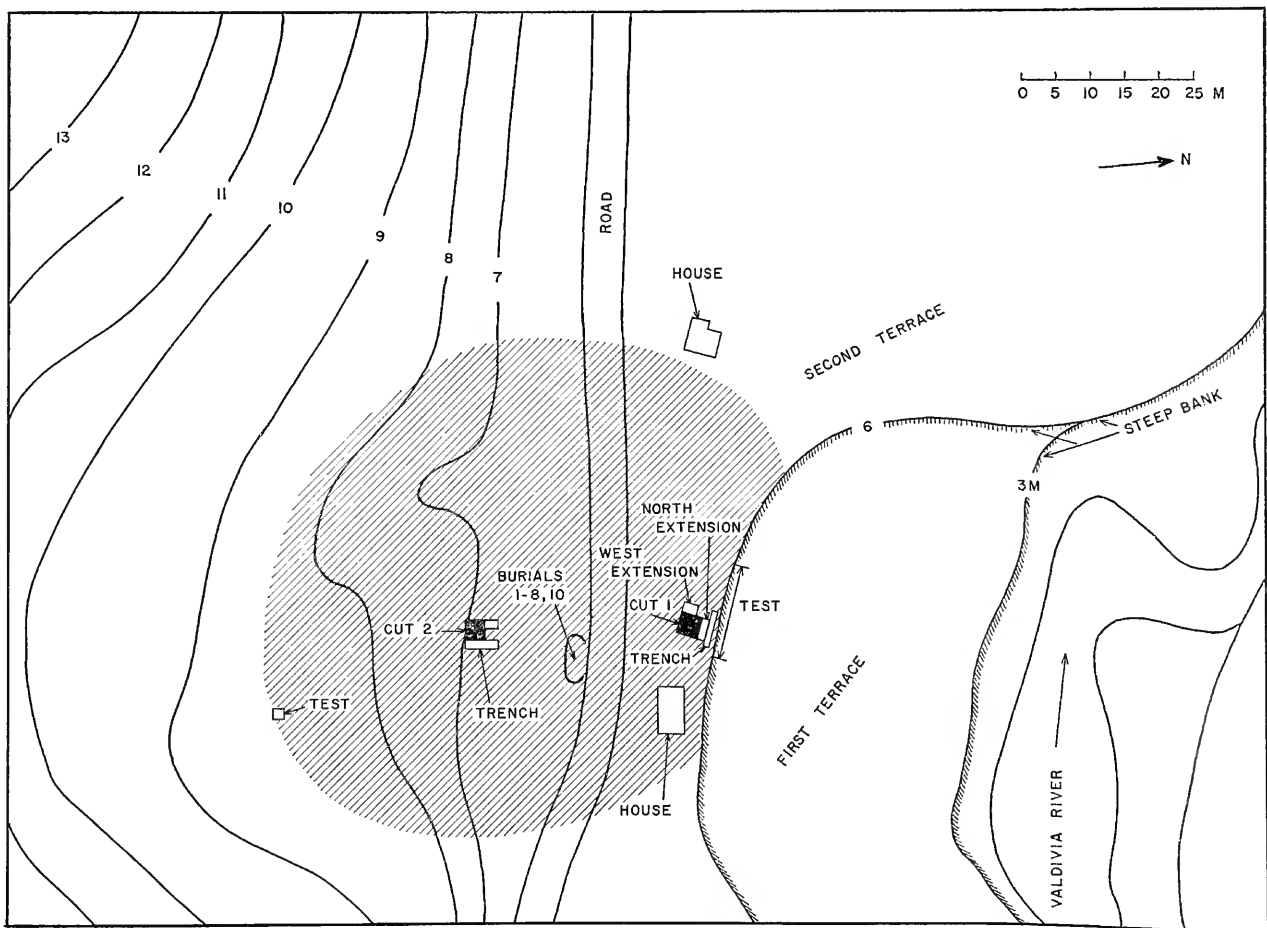 0 5 10 15 20 25 M
N
13
12
11
10
9
8
7
ROAD
HOUSE
SECOND TERRACE
STEEP BANK
6
3M
NORTH
EXTENSION
WEST
EXTENSION
BURIALS
1-8,10
CUT 1
TEST
CUT 2
TRENCH
TEST
TRENCH
FIRST TERRACE
HOUSE
VALDIVIA RIVER